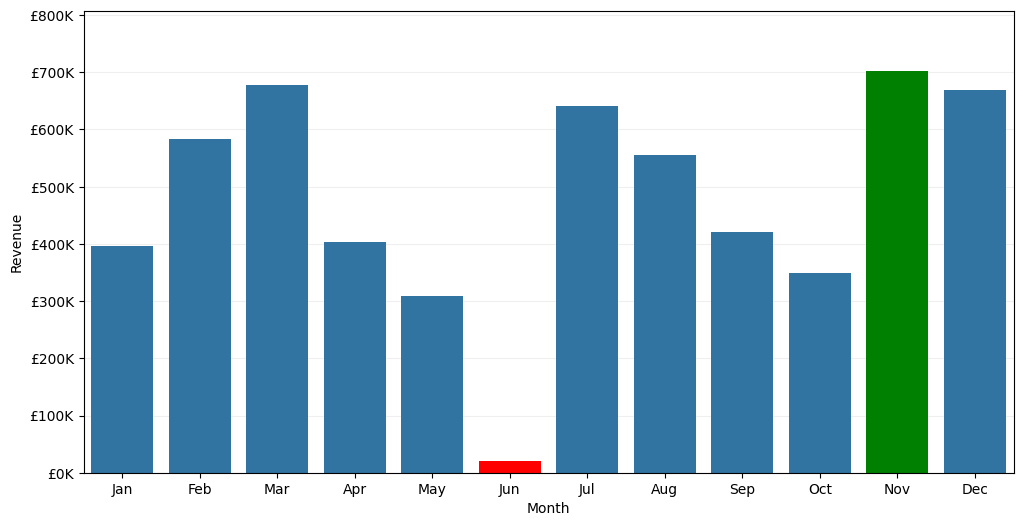 £800K
£700K
£600K
£500K
£400K
£300K
£200K
£100K
£0K
Revenue
Jan Feb Mar Apr May Jun Jul Aug Sep Oct Nov Dec
Month